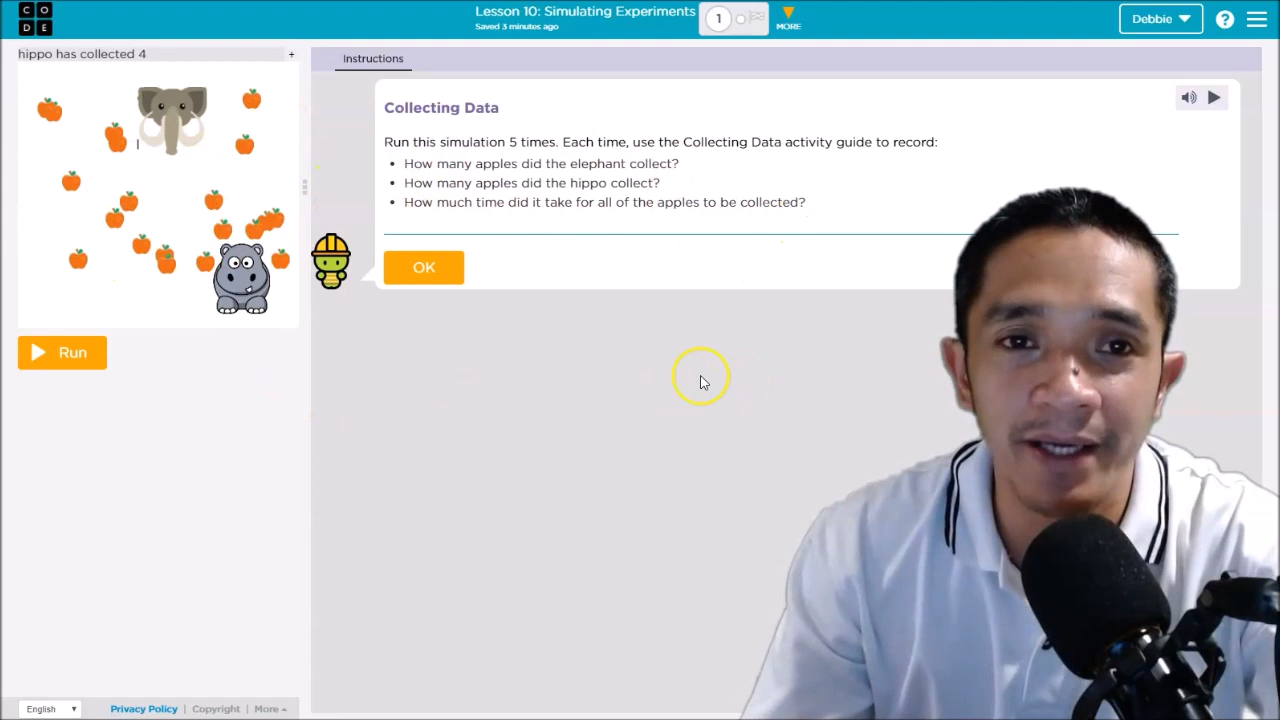 C O
D E
Lesson 10: Simulating Experiments
Saved 3 minutes ago
1
MORE
Debbie
?
hippo has collected 4
+
Instructions
Collecting Data
Run this simulation 5 times. Each time, use the Collecting Data activity guide to record:
• How many apples did the elephant collect?
• How many apples did the hippo collect?
• How much time did it take for all of the apples to be collected?
OK
Run
English
Privacy Policy | Copyright | More